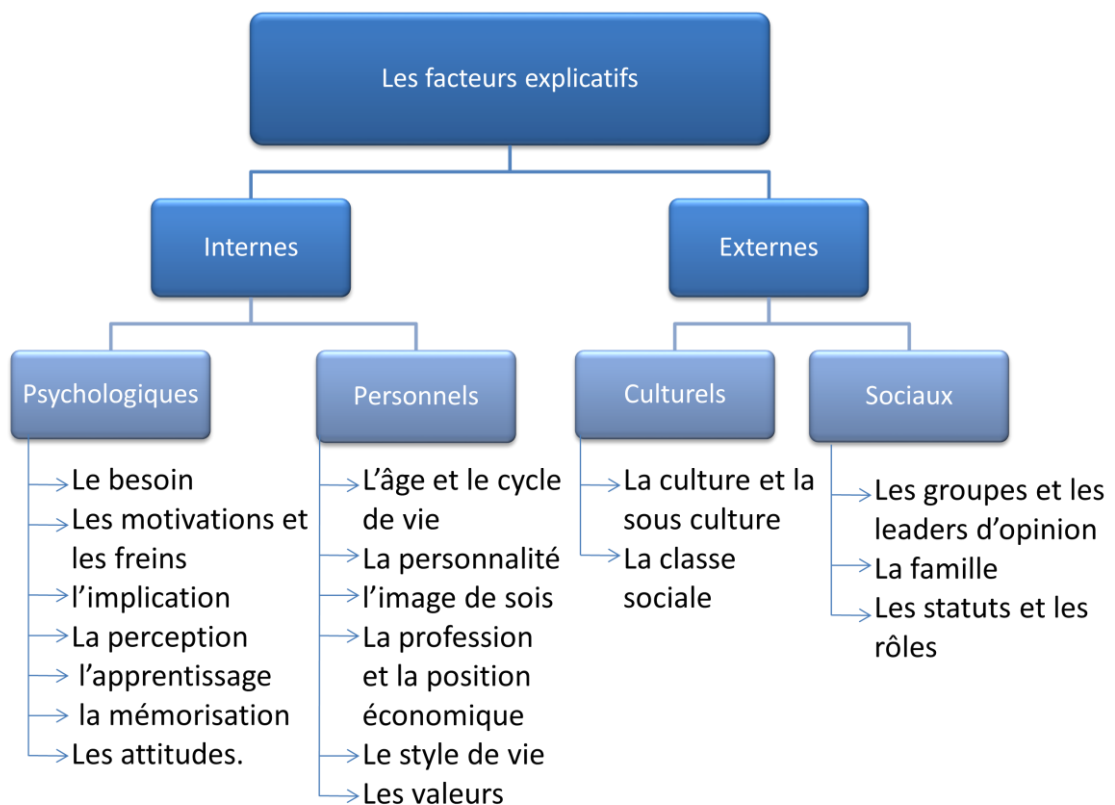 Les facteurs explicatifs
Internes
Externes
Psychologiques
Personnels
Culturels
Sociaux
Le besoin
Les motivations et
les freins
l’implication
La perception
l’apprentissage
la mémorisation
Les attitudes.
L’âge et le cycle
de vie
La personnalité
l’image de sois
La profession
et la position
économique
Le style de vie
Les valeurs
La culture et la
sous culture
La classe
sociale
Les groupes et les
leaders d’opinion
La famille
Les statuts et les
rôles